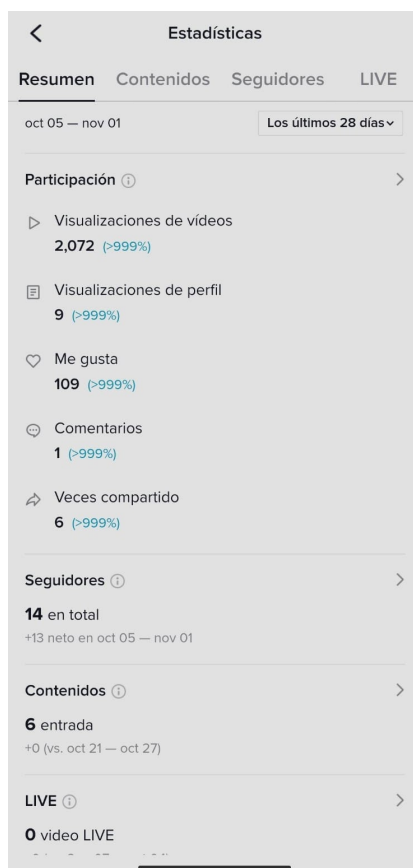 Estadísticas
Resumen Contenidos Seguidores LIVE
oct 05 — nov 01 Los últimos 28 días
Participación
Visualizaciones de vídeos
2,072 (>999%)
Visualizaciones de perfil
9 (>999%)
Me gusta
109 (>999%)
Comentarios
1 (>999%)
Veces compartido
6 (>999%)
Seguidores
14 en total
+13 neto en oct 05 — nov 01
Contenidos
6 entrada
+0 (vs. oct 21 — oct 27)
LIVE
0 video LIVE